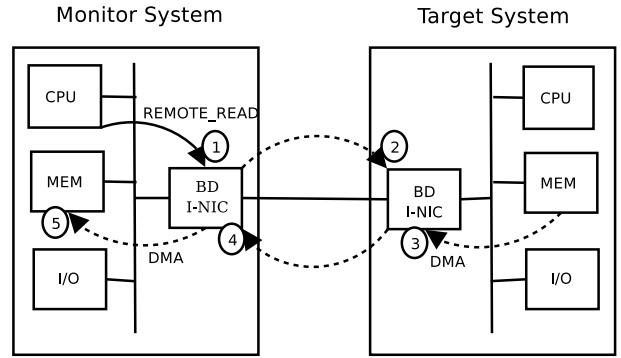 Monitor System
Target System
CPU
REMOTE_READ
1
MEM
BD
I-NIC
5
4
DMA
I/O
2
CPU
BD
I-NIC
MEM
3
DMA
I/O